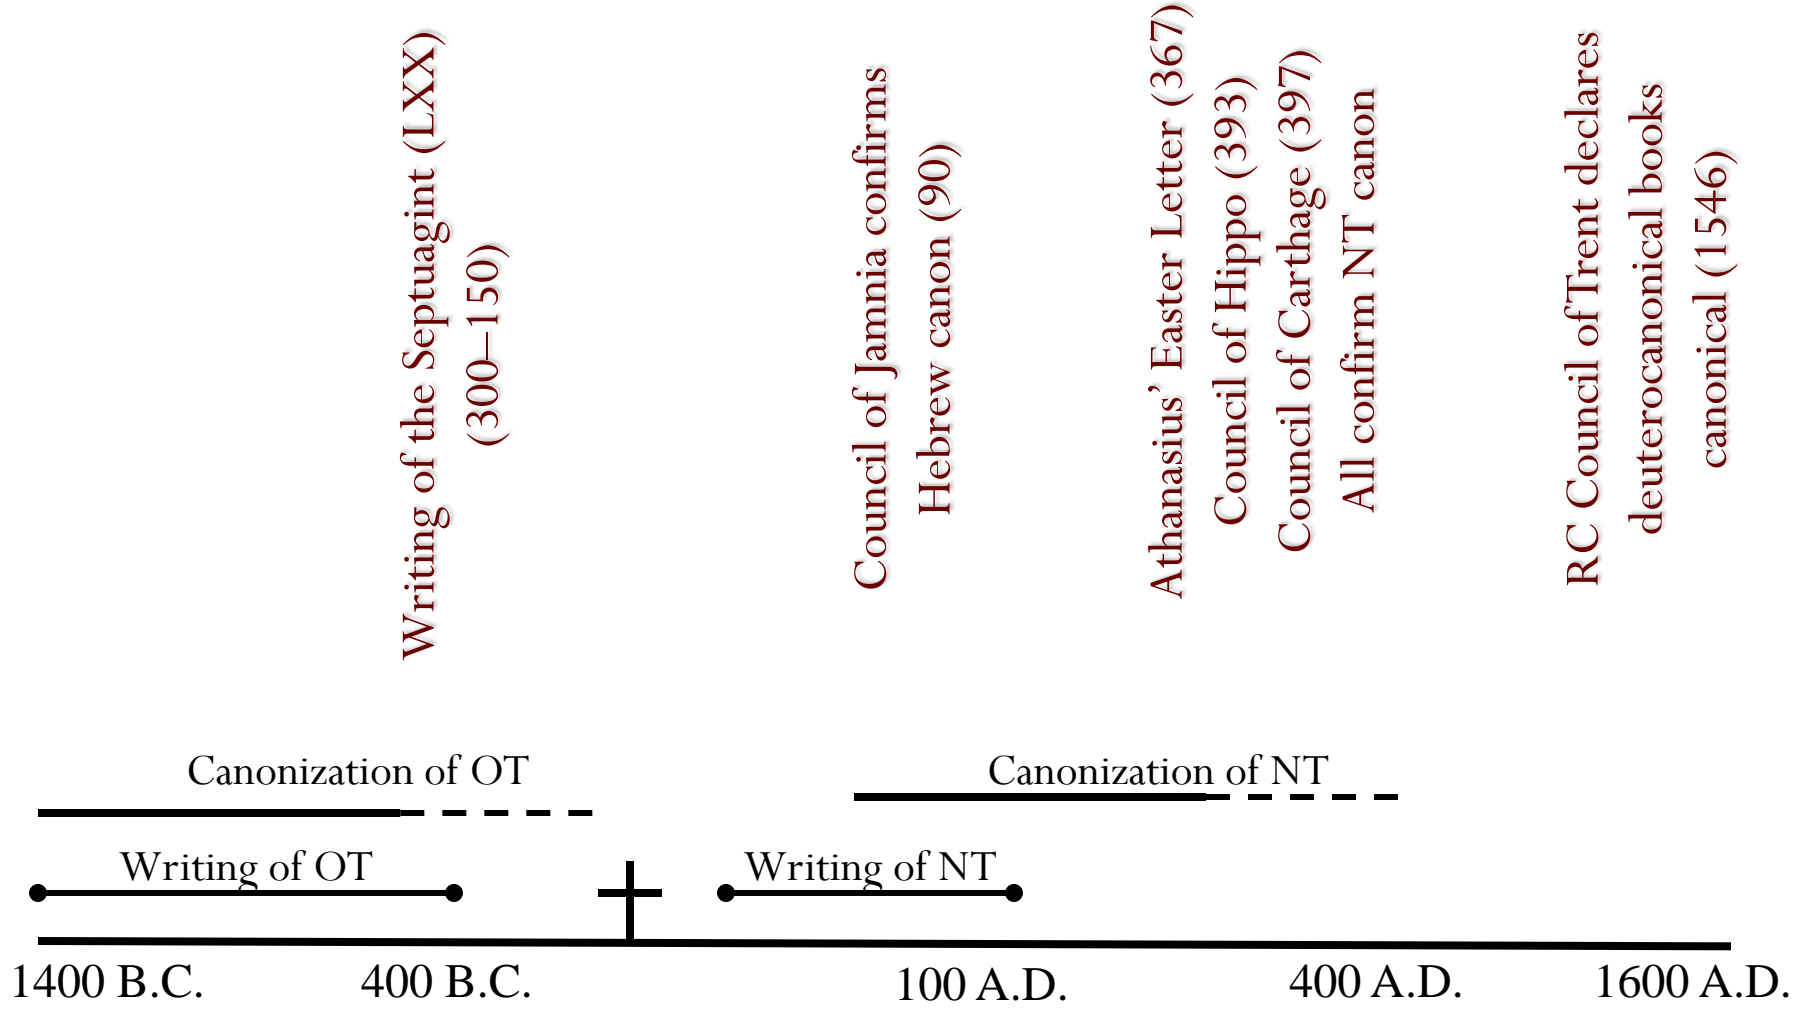 Writing of the Septuagint (LXX)
(300–150)
Council of Jamnia confirms
Hebrew canon (90)
Athanasius’ Easter Letter (367)
Council of Hippo (393)
Council of Carthage (397)
All confirm NT canon
RC Council of Trent declares
deuterocanonical books
canonical (1546)
Canonization of OT
Canonization of NT
Writing of OT
Writing of NT
1400 B.C.
400 B.C.
100 A.D.
400 A.D.
1600 A.D.